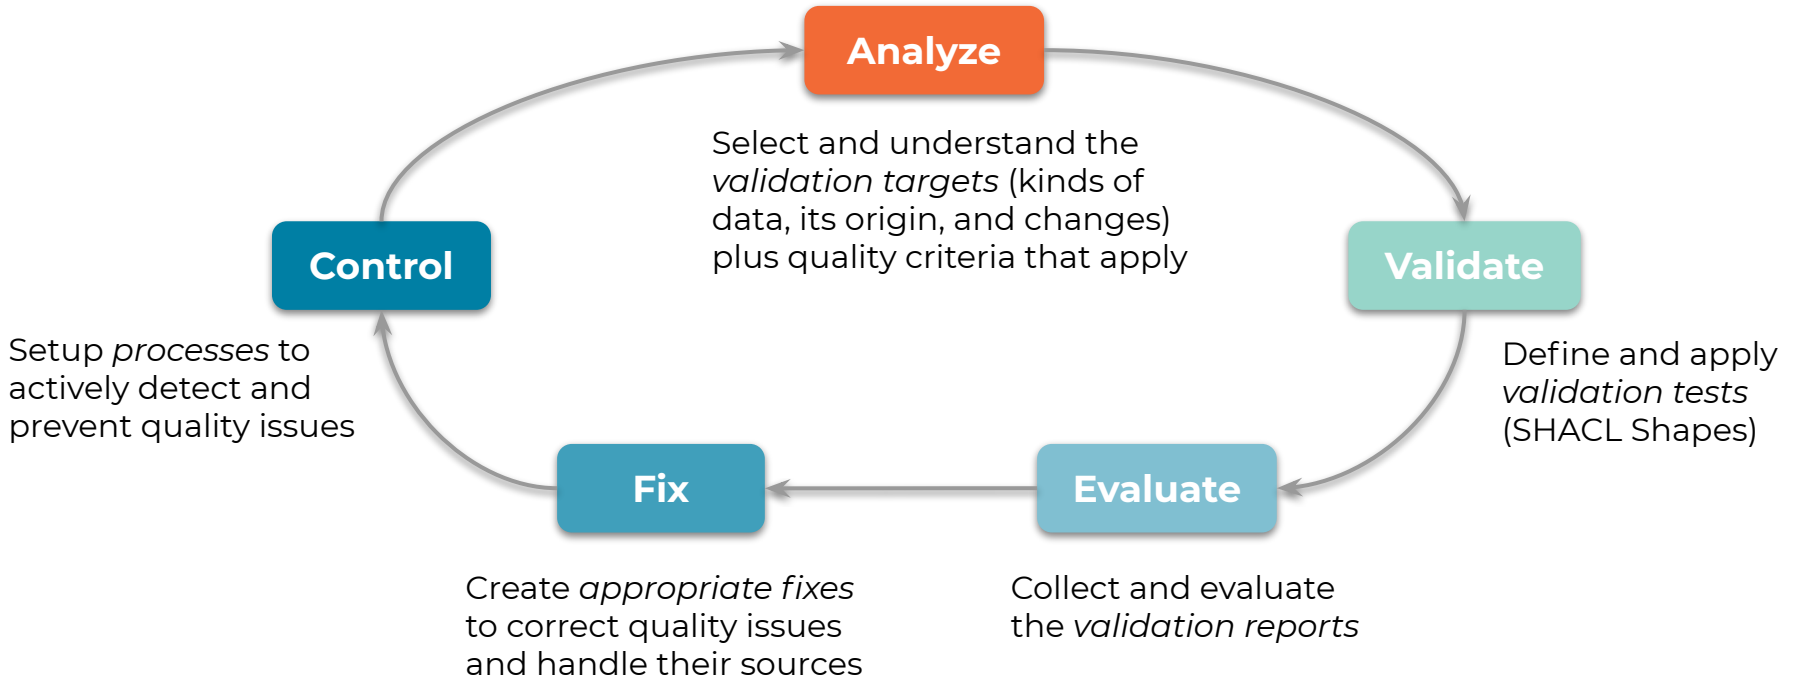 Analyze
Select and understand the
validation targets (kinds of
data, its origin, and changes)
plus quality criteria that apply
Validate
Define and apply
validation tests
(SHACL Shapes)
Evaluate
Collect and evaluate
the validation reports
Fix
Create appropriate fixes
to correct quality issues
and handle their sources
Control
Setup processes to
actively detect and
prevent quality issues